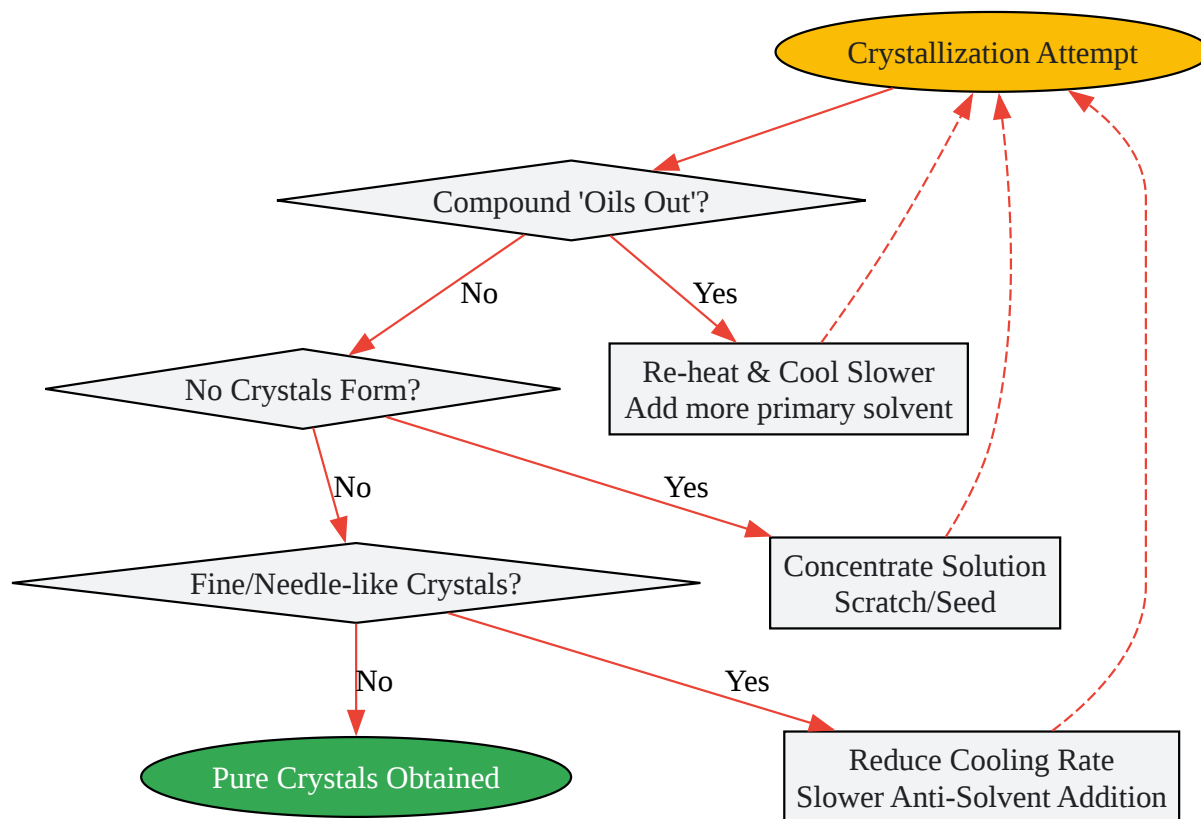 Crystallization Attempt
Compound 'Oils Out'?
No
Yes
Re-heat & Cool Slower
Add more primary solvent
No Crystals Form?
No
Yes
Concentrate Solution
Scratch/Seed
Fine/Needle-like Crystals?
No
Yes
Reduce Cooling Rate
Slower Anti-Solvent Addition
Pure Crystals Obtained